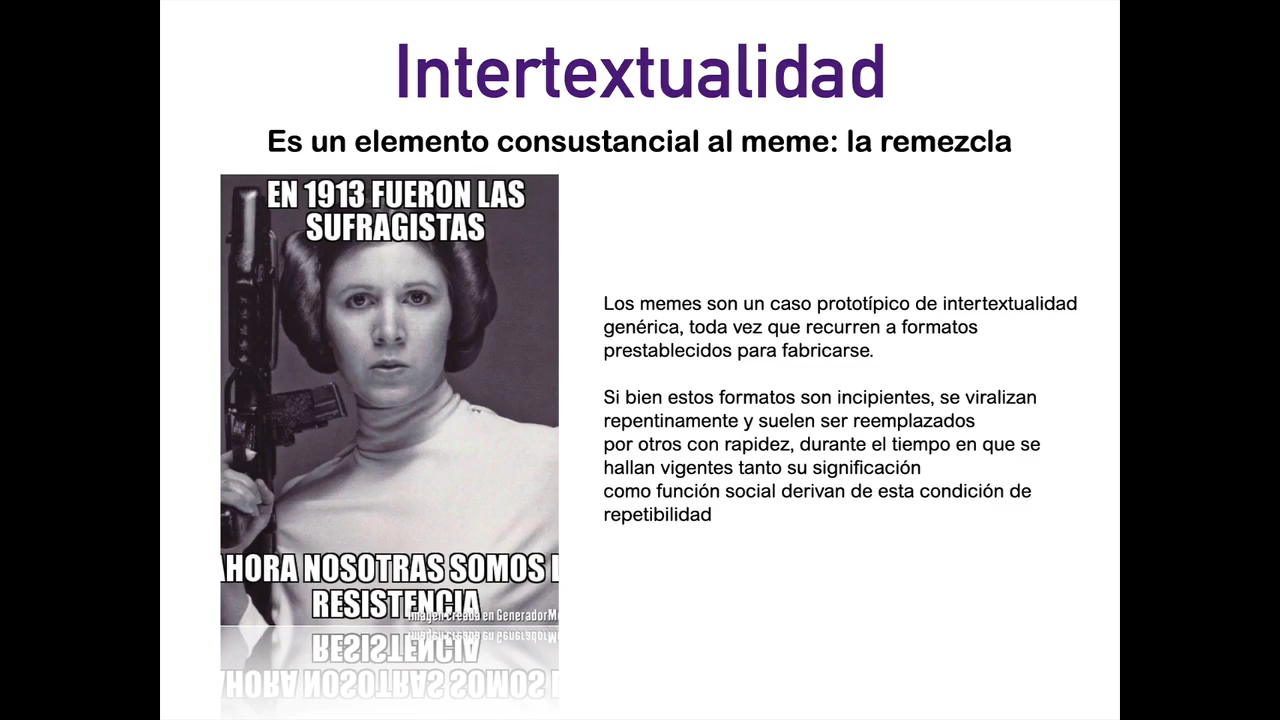 Intertextualidad
Es un elemento consustancial al meme: la remezcla
EN 1913 FUERON LAS
SUFRAGISTAS
AHORA NOSOTRAS SOMOS
RESISTENCIA
Imagen creada en GeneradorM
Los memes son un caso prototípico de intertextualidad
genérica, toda vez que recurren a formatos
prestablecidos para fabricarse.
Si bien estos formatos son incipientes, se viralizan
repentinamente y suelen ser reemplazados
por otros con rapidez, durante el tiempo en que se
hallan vigentes tanto su significación
como función social derivan de esta condición de
repetibilidad